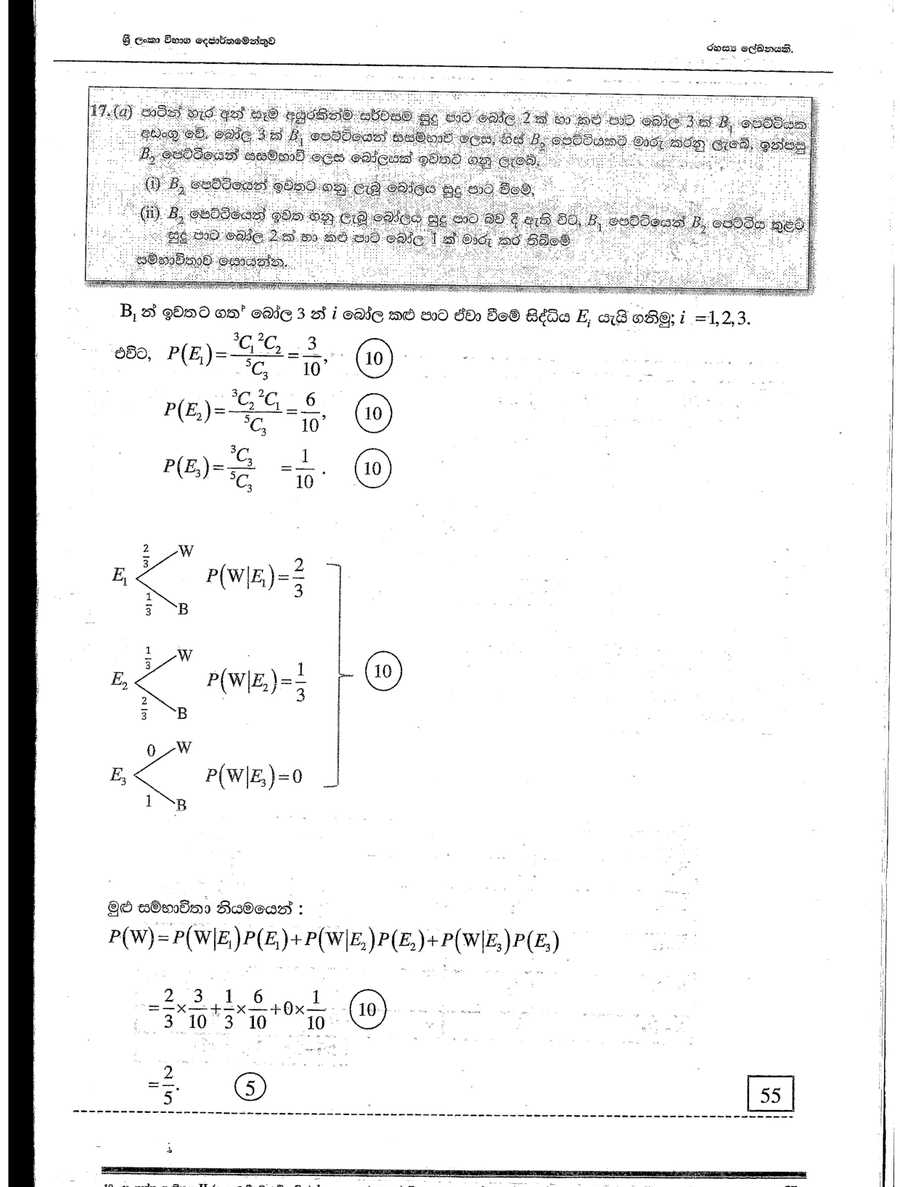 ශ්‍රී ලංකා විභාග දෙපාර්තමේන්තුව
රහස්‍ය ලේඛනයකි.
17.(a) පාටින් හැර අන් සෑම අයුරකින්ම සර්වසම සුදු පාට බෝල 2 ක් හා කළු පාට බෝල 3 ක් B₁ පෙට්ටියක
අඩංගු වේ. බෝල 3 ක් B₁ පෙට්ටියෙන් සසම්භාවී ලෙස, හිස් B₂ පෙට්ටියකට මාරු කරනු ලැබේ. ඉන්පසු
B₂ පෙට්ටියෙන් සසම්භාවී ලෙස බෝලයක් ඉවතට ගනු ලැබේ.
(i) B₂ පෙට්ටියෙන් ඉවතට ගනු ලැබූ බෝලය සුදු පාට වීමේ,
(ii) B₂ පෙට්ටියෙන් ඉවත ගනු ලැබූ බෝලය සුදු පාට බව දී ඇති විට, B₁ පෙට්ටියෙන් B₂ පෙට්ටිය තුළට
සුදු පාට බෝල 2 ක් හා කළු පාට බෝල 1 ක් මාරු කර තිබීමේ
සම්භාවිතාව සොයන්න.
B₁ න් ඉවතට ගත් බෝල 3 න් i බෝල කළු පාට ඒවා වීමේ සිද්ධිය Eᵢ යැයි ගනිමු; i =1,2,3.
එවිට, P(E₁)= ³C₁ ²C₂ / ⁵C₃ = 3/10, 10
P(E₂)= ³C₂ ²C₁ / ⁵C₃ = 6/10, 10
P(E₃)= ³C₃ / ⁵C₃ = 1/10 . 10
2/3 W
E₁ P(W|E₁)= 2/3
1/3 B
1/3 W
E₂ P(W|E₂)= 1/3 10
2/3 B
0 W
E₃ P(W|E₃)=0
1 B
මුළු සම්භාවිතා නියමයෙන් :
P(W)=P(W|E₁)P(E₁)+P(W|E₂)P(E₂)+P(W|E₃)P(E₃)
= 2/3 × 3/10 + 1/3 × 6/10 + 0 × 1/10 10
= 2/5. 5
55